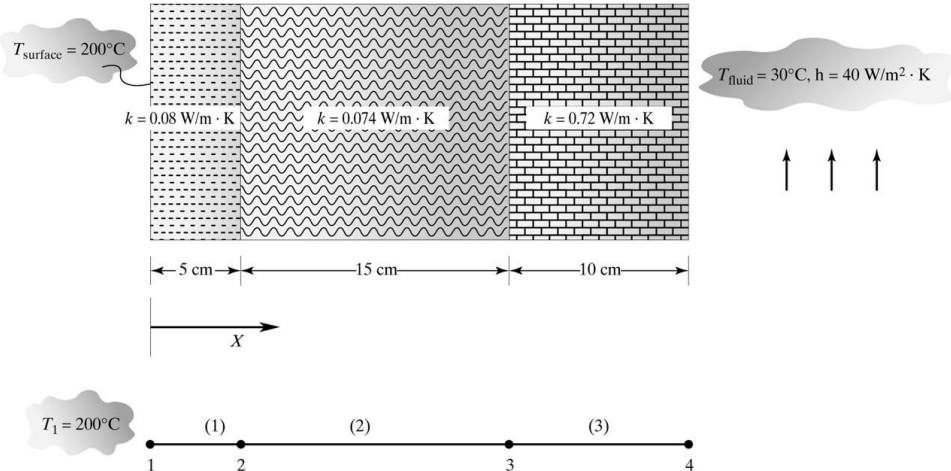 T_surface = 200°C
T_fluid = 30°C, h = 40 W/m² · K
k = 0.08 W/m · K
k = 0.074 W/m · K
k = 0.72 W/m · K
5 cm
15 cm
10 cm
X
T₁ = 200°C
(1)
(2)
(3)
1
2
3
4